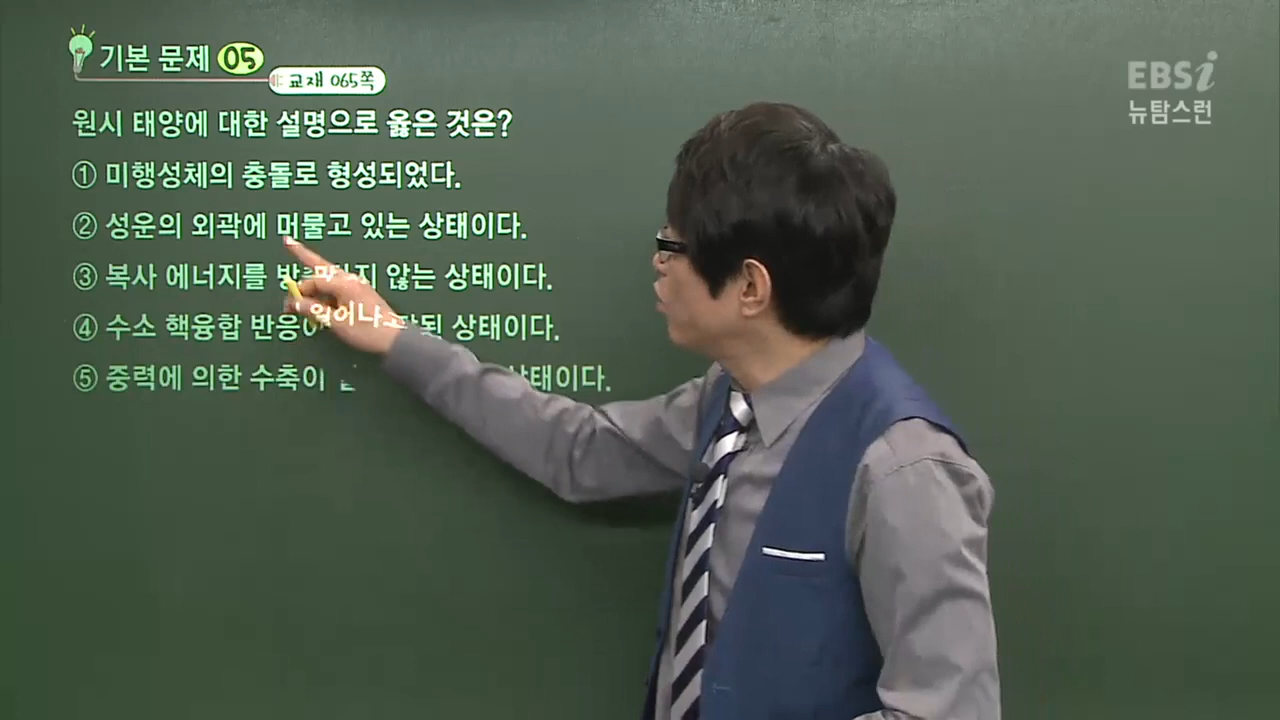 기본 문제 05
교재 065쪽
EBSi
뉴탐스런
원시 태양에 대한 설명으로 옳은 것은?
① 미행성체의 충돌로 형성되었다.
② 성운의 외곽에 머물고 있는 상태이다.
③ 복사 에너지를 않는 상태이다.
④ 수소 핵융합 상태이다.
⑤ 중력에 의한 수축이 상태이다.